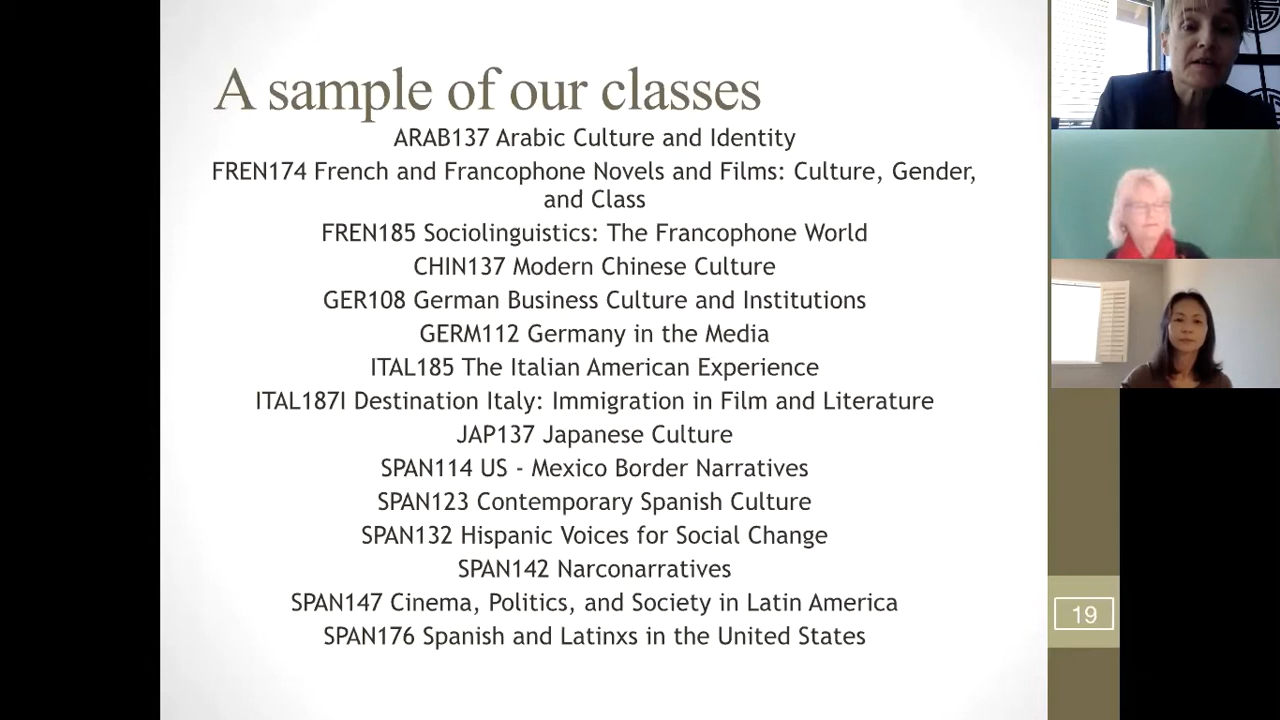 A sample of our classes
ARAB137 Arabic Culture and Identity
FREN174 French and Francophone Novels and Films: Culture, Gender,
and Class
FREN185 Sociolinguistics: The Francophone World
CHIN137 Modern Chinese Culture
GER108 German Business Culture and Institutions
GERM112 Germany in the Media
ITAL185 The Italian American Experience
ITAL187I Destination Italy: Immigration in Film and Literature
JAP137 Japanese Culture
SPAN114 US - Mexico Border Narratives
SPAN123 Contemporary Spanish Culture
SPAN132 Hispanic Voices for Social Change
SPAN142 Narconarratives
SPAN147 Cinema, Politics, and Society in Latin America
SPAN176 Spanish and Latinxs in the United States
19